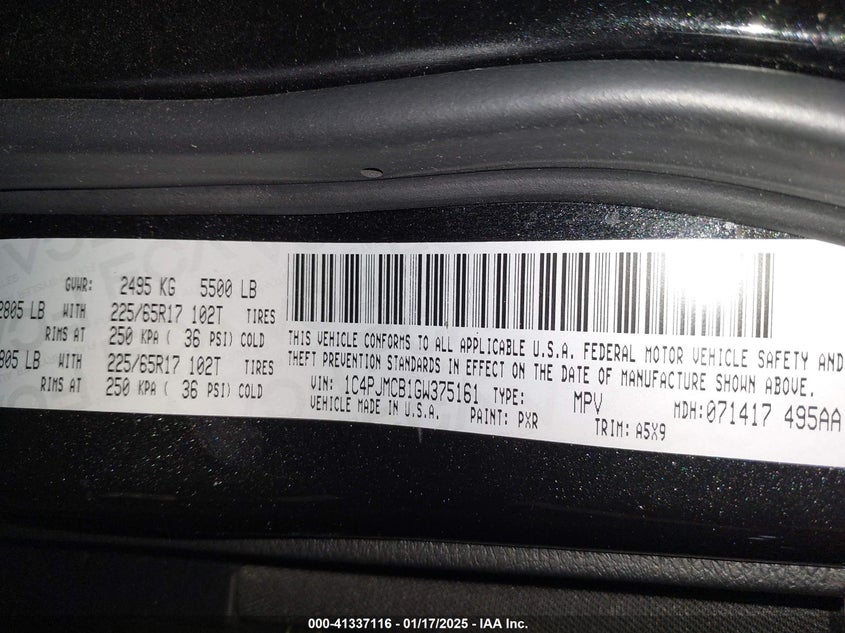 GVWR: 2495 KG 5500 LB
2805 LB WITH 225/65R17 102T TIRES
RIMS AT 250 KPA ( 36 PSI) COLD
805 LB WITH 225/65R17 102T TIRES
RIMS AT 250 KPA ( 36 PSI) COLD
THIS VEHICLE CONFORMS TO ALL APPLICABLE U.S.A. FEDERAL MOTOR VEHICLE SAFETY AND
THEFT PREVENTION STANDARDS IN EFFECT ON THE DATE OF MANUFACTURE SHOWN ABOVE.
VIN: 1C4PJMCB1GW375161 TYPE: MPV MDH:071417 495AA
VEHICLE MADE IN U.S.A. PAINT: PXR TRIM: A5X9
000-41337116 - 01/17/2025 - IAA Inc.